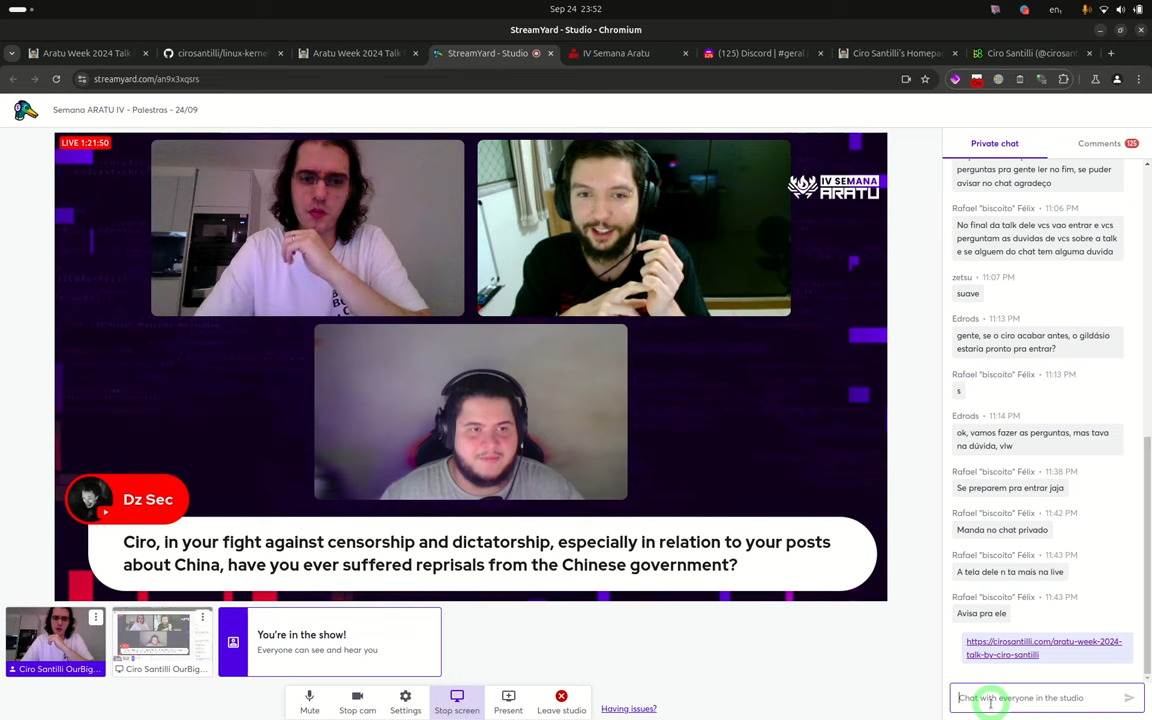 Sep 24 23:52
en₁
StreamYard - Studio - Chromium
Aratu Week 2024 Talk
cirosantilli/linux-kerne
Aratu Week 2024 Talk
StreamYard - Studio
IV Semana Aratu
(125) Discord | #geral
Ciro Santilli's Homepa
Ciro Santilli (@cirosant
streamyard.com/an9x3xqsrs
Semana ARATU IV - Palestras - 24/09
LIVE 1:21:50
IV SEMANA
ARATU
Dz Sec
Ciro, in your fight against censorship and dictatorship, especially in relation to your posts
about China, have you ever suffered reprisals from the Chinese government?
Ciro Santilli OurBig...
Ciro Santilli OurBig...
You're in the show!
Everyone can see and hear you
Mute
Stop cam
Settings
Stop screen
Present
Leave studio
Having issues?
Private chat
Comments
125
perguntas pra gente ler no fim, se puder
avisar no chat agradeço
Rafael "biscoito" Félix • 11:06 PM
No final da talk dele vcs vao entrar e vcs
perguntam as duvidas de vcs sobre a talk
e se alguem do chat tem alguma duvida
zetsu • 11:07 PM
suave
Edrods • 11:13 PM
gente, se o ciro acabar antes, o gildásio
estaria pronto pra entrar?
Rafael "biscoito" Félix • 11:13 PM
s
Edrods • 11:14 PM
ok, vamos fazer as perguntas, mas tava
na dúvida, vlw
Rafael "biscoito" Félix • 11:38 PM
Se preparem pra entrar jaja
Rafael "biscoito" Félix • 11:42 PM
Manda no chat privado
Rafael "biscoito" Félix • 11:43 PM
A tela dele n ta mais na live
Rafael "biscoito" Félix • 11:43 PM
Avisa pra ele
https://cirosantilli.com/aratu-week-2024-
talk-by-ciro-santilli
Chat with everyone in the studio